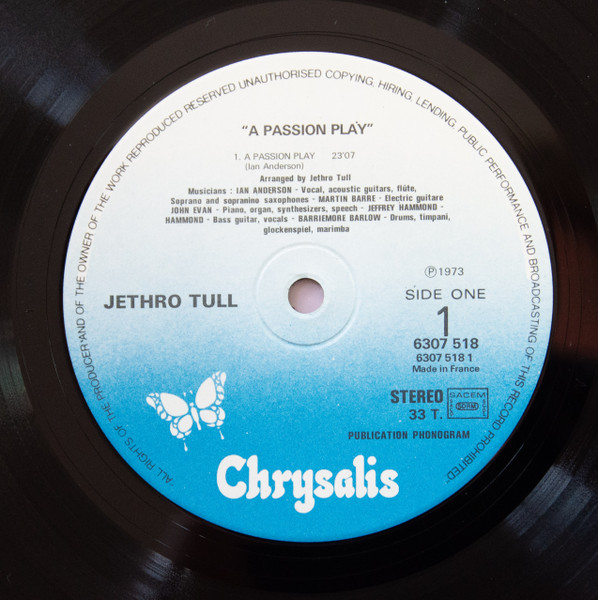 "ALL RIGHTS OF THE PRODUCER AND OF THE OWNER OF THE WORK REPRODUCED RESERVED UNAUTHORISED COPYING, HIRING, LENDING, PUBLIC PERFORMANCE AND BROADCASTING OF THIS RECORD PROHIBITED"
"A PASSION PLAY"
1. A PASSION PLAY 23'07
(Ian Anderson)
Arranged by Jethro Tull
Musicians : IAN ANDERSON - Vocal, acoustic guitars, flûte,
Soprano and sopranino saxophones - MARTIN BARRE - Electric guitare
JOHN EVAN - Piano, organ, synthesizers, speech - JEFFREY HAMMOND -
HAMMOND - Bass guitar, vocals - BARRIEMORE BARLOW - Drums, timpani,
glockenspiel, marimba
℗ 1973
JETHRO TULL
SIDE ONE
1
6307 518
6307 518 1
Made in France
STEREO
33 T.
SACEM
SDRM
PUBLICATION PHONOGRAM
Chrysalis